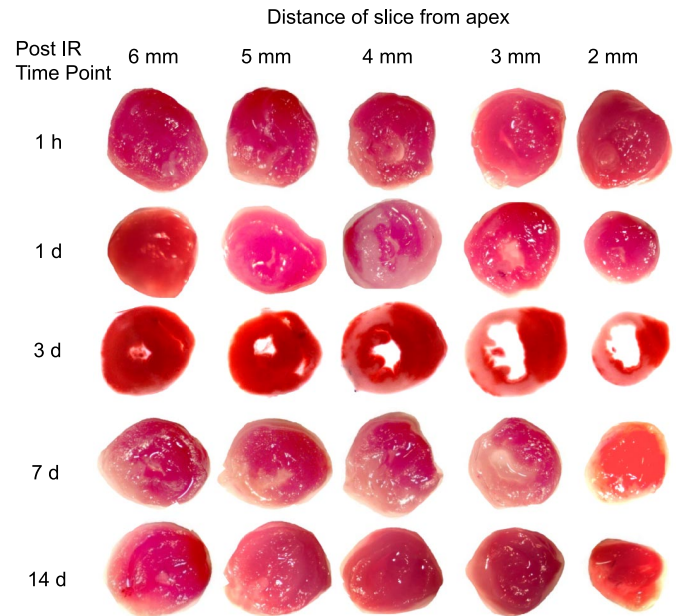 Distance of slice from apex
Post IR
Time Point
6 mm
5 mm
4 mm
3 mm
2 mm
1 h
1 d
3 d
7 d
14 d